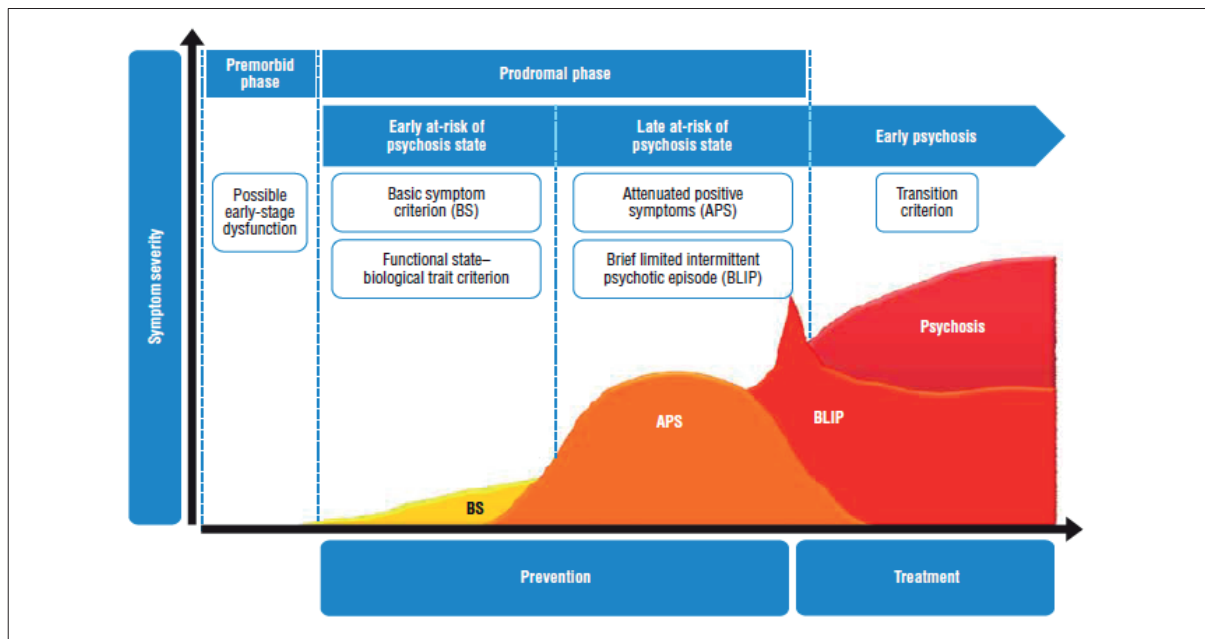 Premorbid
phase
Prodromal phase
Early at-risk of
psychosis state
Late at-risk of
psychosis state
Early psychosis
Possible
early-stage
dysfunction
Basic symptom
criterion (BS)
Attenuated positive
symptoms (APS)
Transition
criterion
Functional state–
biological trait criterion
Brief limited intermittent
psychotic episode (BLIP)
Symptom severity
Psychosis
APS
BLIP
BS
Prevention
Treatment